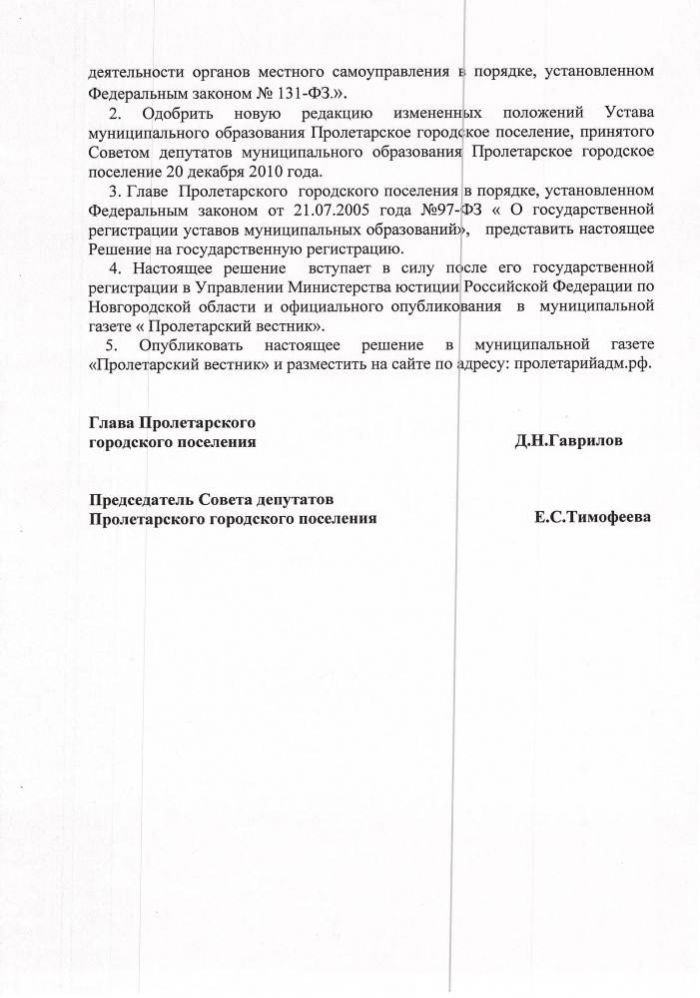 деятельности органов местного самоуправления в порядке, установленном
Федеральным законом № 131-ФЗ.».
2. Одобрить новую редакцию измененных положений Устава
муниципального образования Пролетарское городское поселение, принятого
Советом депутатов муниципального образования Пролетарское городское
поселение 20 декабря 2010 года.
3. Главе Пролетарского городского поселения в порядке, установленном
Федеральным законом от 21.07.2005 года №97-ФЗ « О государственной
регистрации уставов муниципальных образований», представить настоящее
Решение на государственную регистрацию.
4. Настоящее решение вступает в силу после его государственной
регистрации в Управлении Министерства юстиции Российской Федерации по
Новгородской области и официального опубликования в муниципальной
газете « Пролетарский вестник».
5. Опубликовать настоящее решение в муниципальной газете
«Пролетарский вестник» и разместить на сайте по адресу: пролетарийадм.рф.
Глава Пролетарского
городского поселения Д.Н.Гаврилов
Председатель Совета депутатов
Пролетарского городского поселения Е.С.Тимофеева